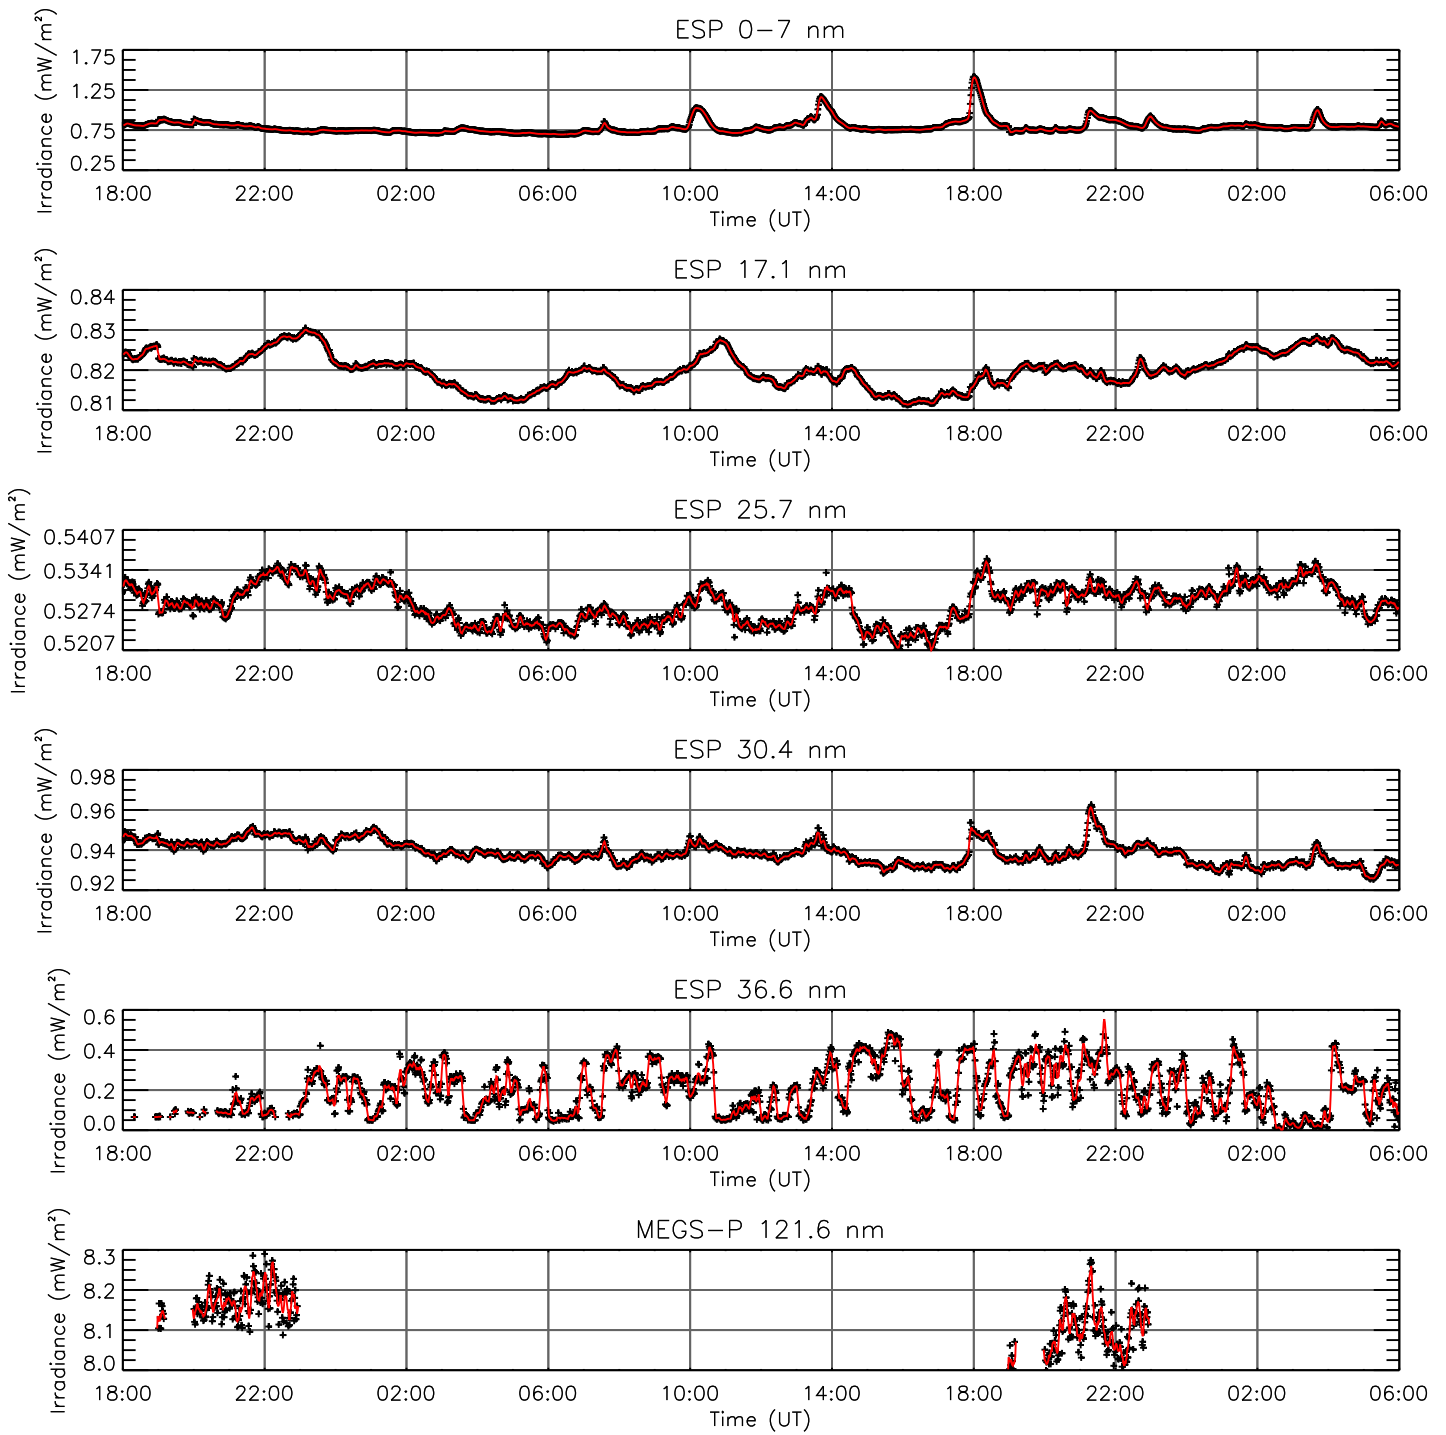 ESP 0-7 nm
Irradiance (mW/m²)
1.75
1.25
0.75
0.25
18:00 22:00 02:00 06:00 10:00 14:00 18:00 22:00 02:00 06:00
Time (UT)
ESP 17.1 nm
Irradiance (mW/m²)
0.84
0.83
0.82
0.81
18:00 22:00 02:00 06:00 10:00 14:00 18:00 22:00 02:00 06:00
Time (UT)
ESP 25.7 nm
Irradiance (mW/m²)
0.5407
0.5341
0.5274
0.5207
18:00 22:00 02:00 06:00 10:00 14:00 18:00 22:00 02:00 06:00
Time (UT)
ESP 30.4 nm
Irradiance (mW/m²)
0.98
0.96
0.94
0.92
18:00 22:00 02:00 06:00 10:00 14:00 18:00 22:00 02:00 06:00
Time (UT)
ESP 36.6 nm
Irradiance (mW/m²)
0.6
0.4
0.2
0.0
18:00 22:00 02:00 06:00 10:00 14:00 18:00 22:00 02:00 06:00
Time (UT)
MEGS-P 121.6 nm
Irradiance (mW/m²)
8.3
8.2
8.1
8.0
18:00 22:00 02:00 06:00 10:00 14:00 18:00 22:00 02:00 06:00
Time (UT)